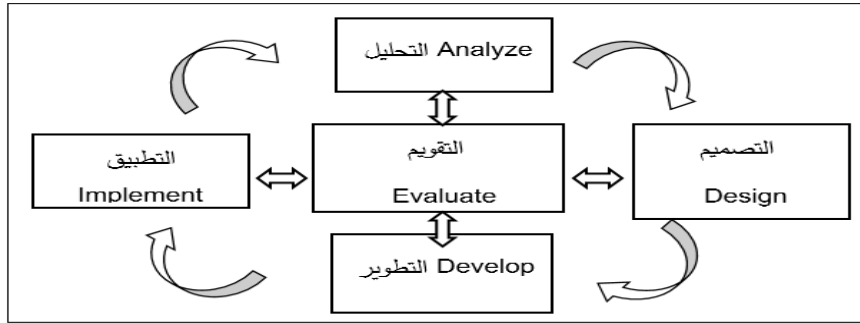 التحليل Analyze
التطبيق
Implement
التقويم
Evaluate
التصميم
Design
التطوير Develop